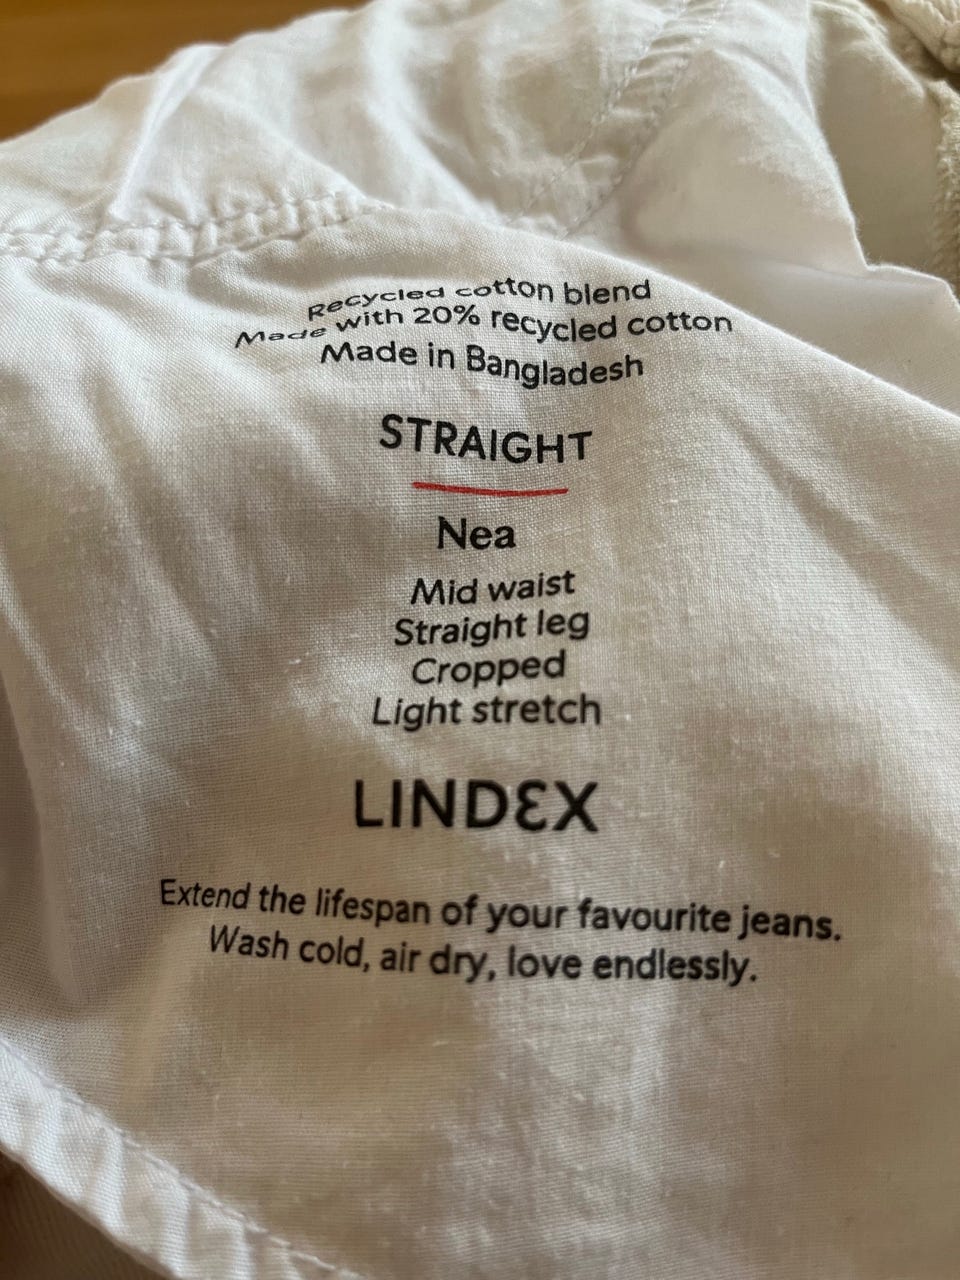 Recycled cotton blend
Made with 20% recycled cotton
Made in Bangladesh
STRAIGHT
Nea
Mid waist
Straight leg
Cropped
Light stretch
LINDEX
Extend the lifespan of your favourite jeans.
Wash cold, air dry, love endlessly.